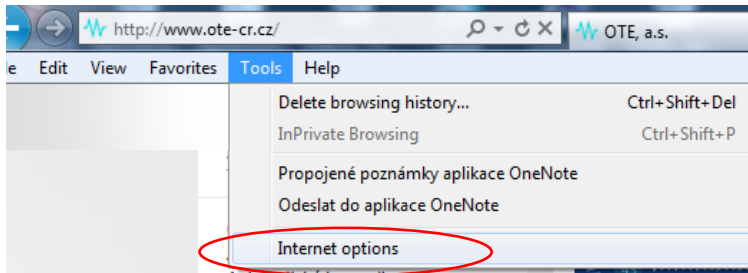 http://www.ote-cr.cz/ OTE, a.s.
Edit View Favorites Tools Help
Delete browsing history... Ctrl+Shift+Del
InPrivate Browsing Ctrl+Shift+P
Propojené poznámky aplikace OneNote
Odeslat do aplikace OneNote
Internet options